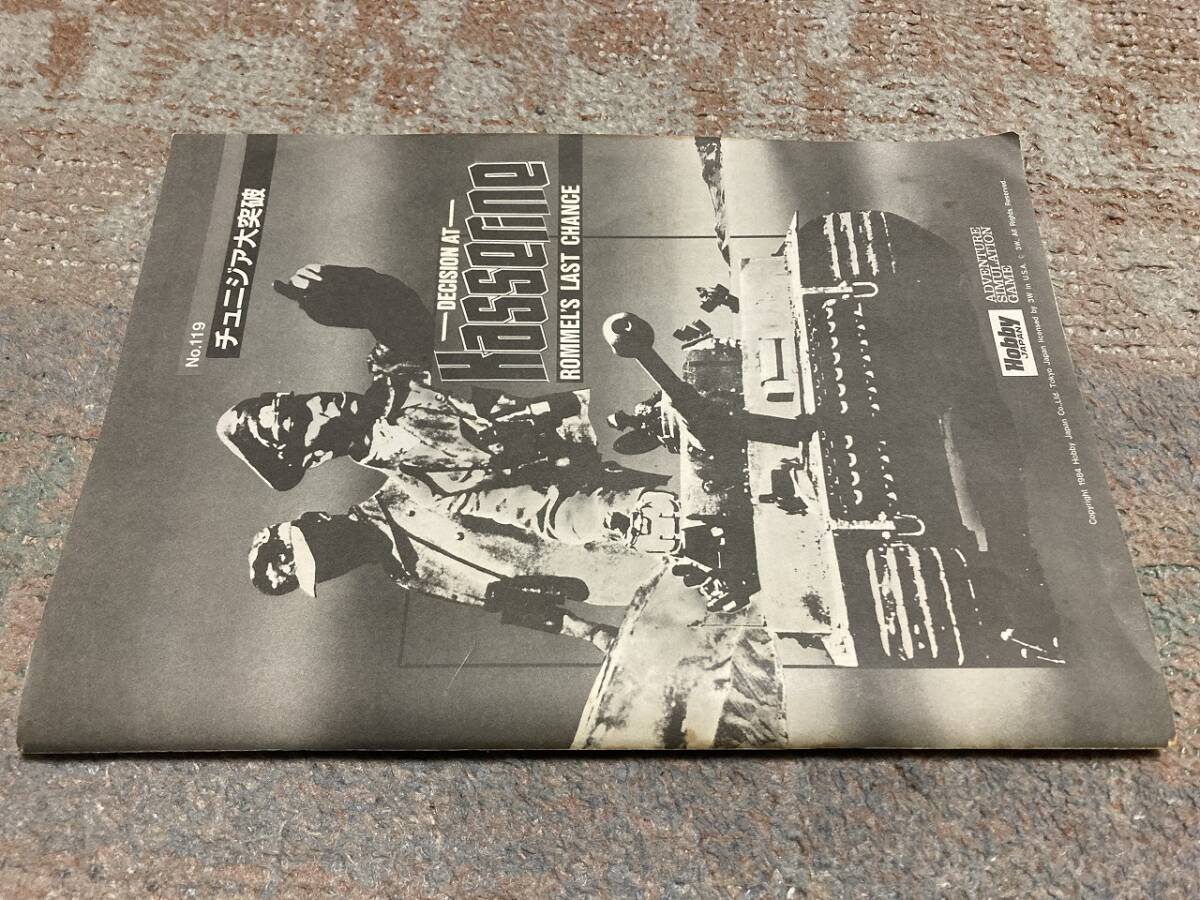 No.119
チュニジア大突破
DECISION AT
Kasserine
ROMMEL'S LAST CHANCE
Hobby
JAPAN
ADVENTURE
SIMULATION
GAME
Copyright 1984 Hobby Japan Co.,Ltd. Tokyo Japan licensed by 3W in U.S.A. © 3W, All Rights Reserved.